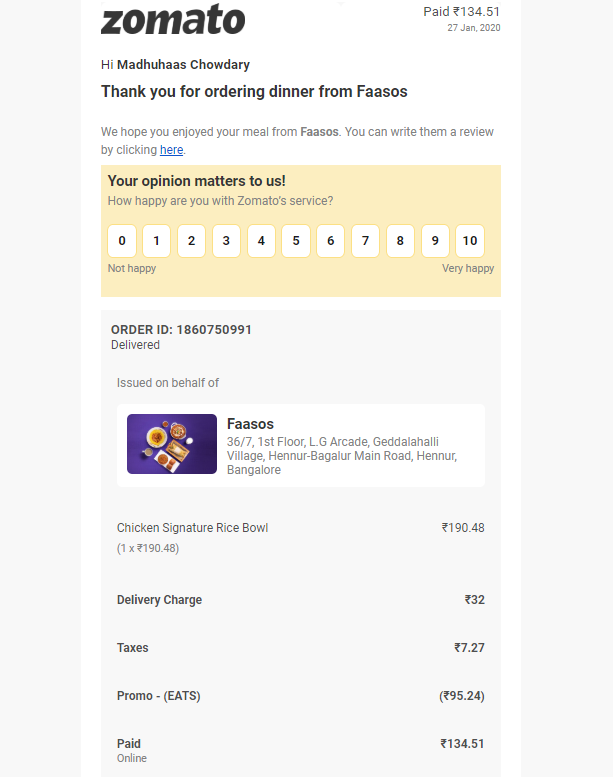 zomato
Paid ₹134.51
27 Jan, 2020
Hi Madhuhaas Chowdary
Thank you for ordering dinner from Faasos
We hope you enjoyed your meal from Faasos. You can write them a review
by clicking here.
Your opinion matters to us!
How happy are you with Zomato's service?
0 1 2 3 4 5 6 7 8 9 10
Not happy Very happy
ORDER ID: 1860750991
Delivered
Issued on behalf of
Faasos
36/7, 1st Floor, L.G Arcade, Geddalahalli
Village, Hennur-Bagalur Main Road, Hennur,
Bangalore
Chicken Signature Rice Bowl ₹190.48
(1 x ₹190.48)
Delivery Charge ₹32
Taxes ₹7.27
Promo - (EATS) (₹95.24)
Paid ₹134.51
Online